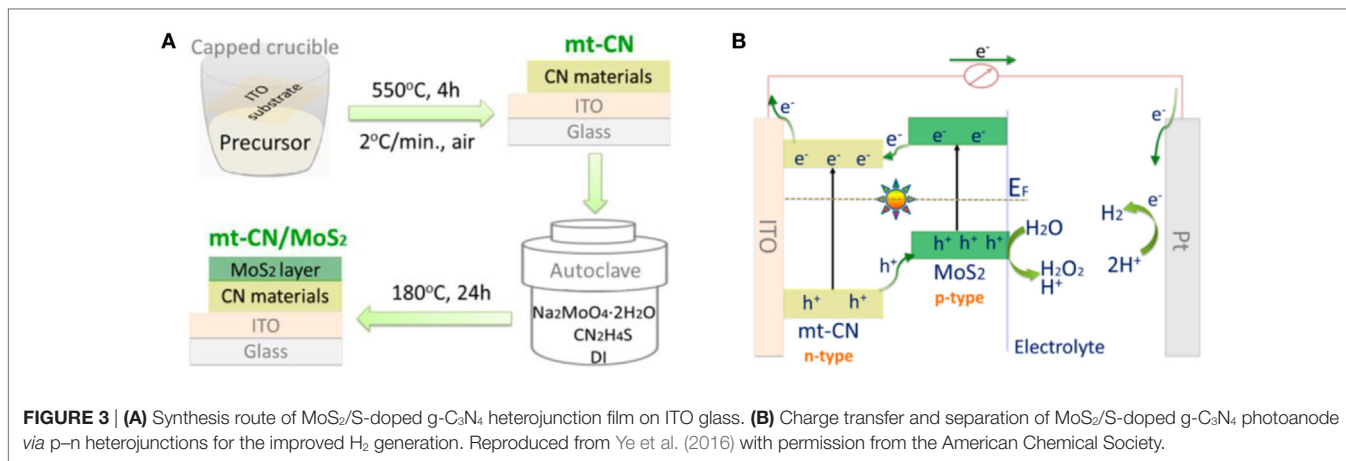 A
Capped crucible
ITO
substrate
Precursor
550°C, 4h
2°C/min., air
mt-CN
CN materials
ITO
Glass
Autoclave
Na₂MoO₄·2H₂O
CN₂H₄S
DI
180°C, 24h
mt-CN/MoS₂
MoS₂ layer
CN materials
ITO
Glass
B
e⁻
e⁻
e⁻
e⁻ e⁻ e⁻
e⁻
e⁻ e⁻
EF
ITO
h⁺ h⁺
h⁺
h⁺ h⁺ h⁺
mt-CN
n-type
MoS₂
p-type
H₂O
H₂O₂
H⁺
Electrolyte
H₂
e⁻
2H⁺
Pt
FIGURE 3 | (A) Synthesis route of MoS₂/S-doped g-C₃N₄ heterojunction film on ITO glass. (B) Charge transfer and separation of MoS₂/S-doped g-C₃N₄ photoanode
via p–n heterojunctions for the improved H₂ generation. Reproduced from Ye et al. (2016) with permission from the American Chemical Society.